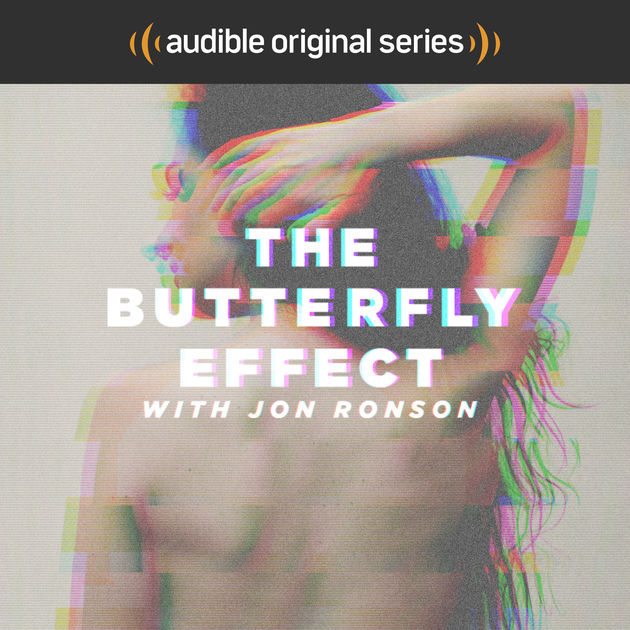 audible original series
THE
BUTTERFLY
EFFECT
WITH JON RONSON